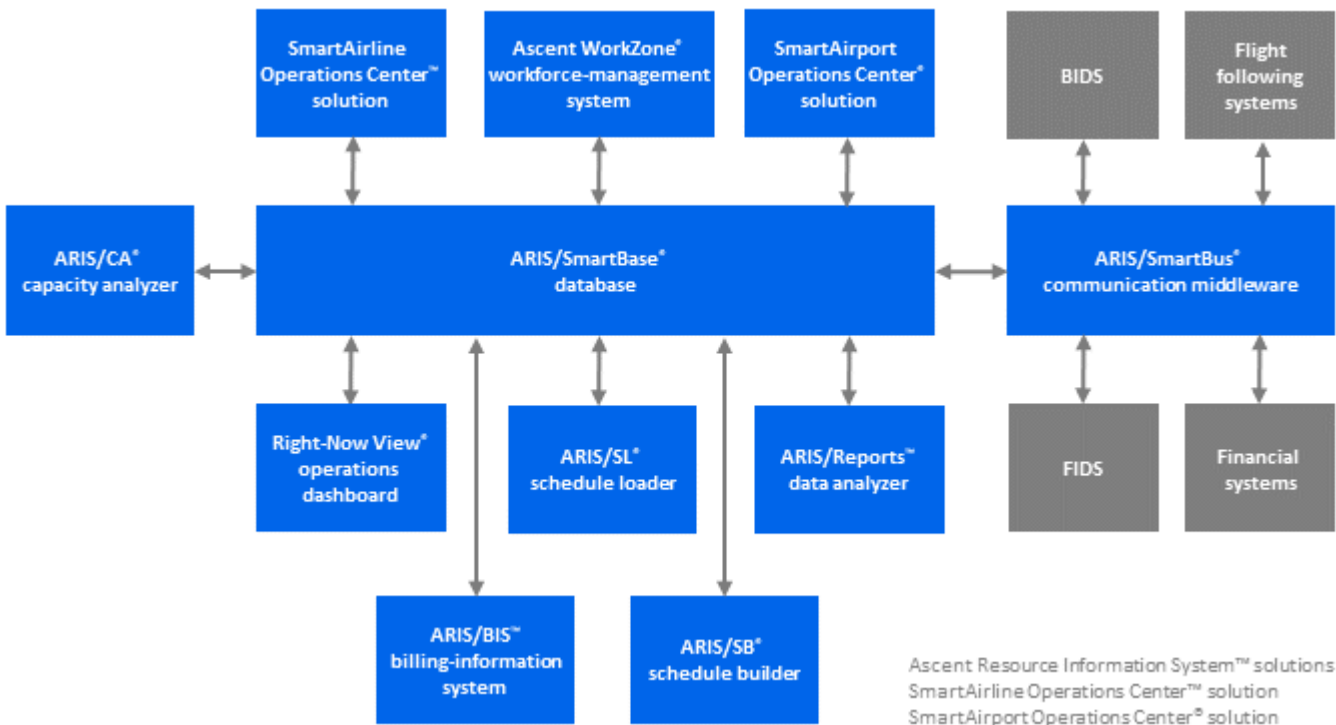 SmartAirline
Operations Center™
solution
Ascent WorkZone®
workforce-management
system
SmartAirport
Operations Center®
solution
BIDS
Flight
following
systems
ARIS/CA®
capacity analyzer
ARIS/SmartBase®
database
ARIS/SmartBus®
communication middleware
Right-Now View®
operations
dashboard
ARIS/SL®
schedule loader
ARIS/Reports™
data analyzer
FIDS
Financial
systems
ARIS/BIS™
billing-information
system
ARIS/SB®
schedule builder
Ascent Resource Information System™ solutions
SmartAirline Operations Center™ solution
SmartAirport Operations Center® solution